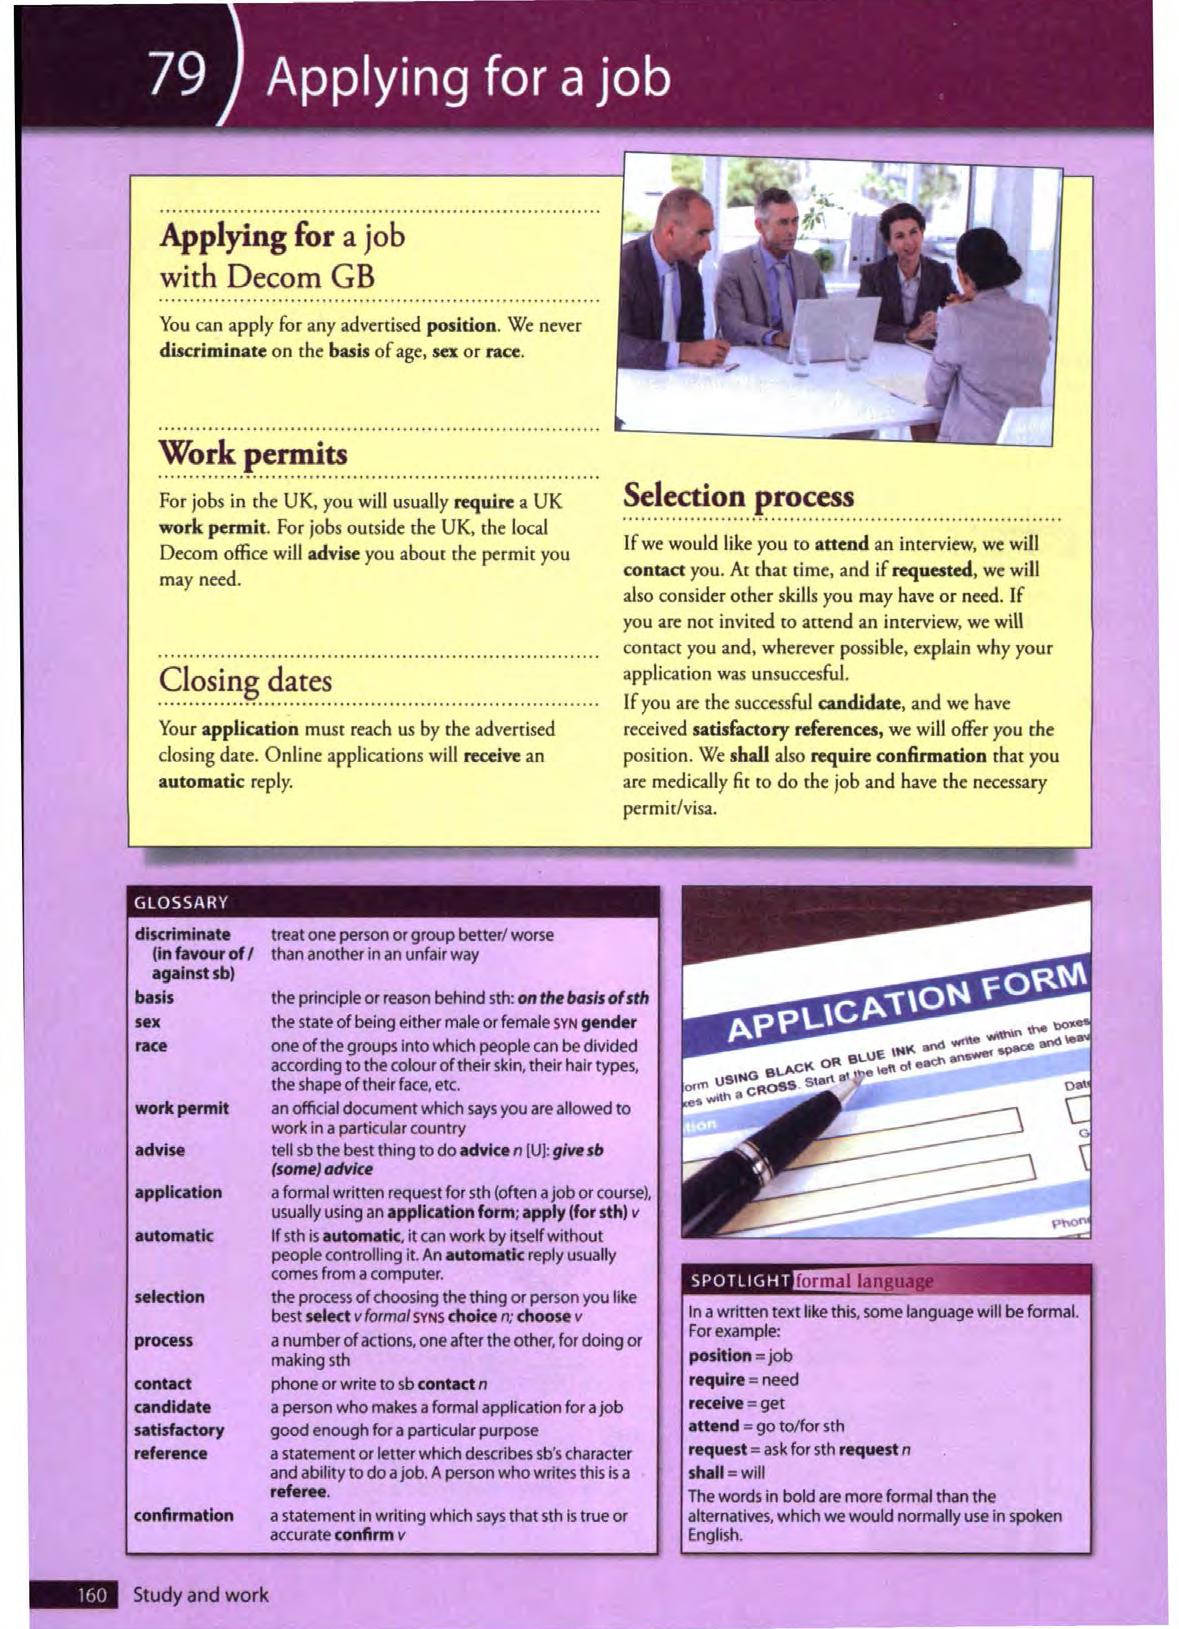 79
Applying for a job
Applying for a job
with Decom GB
You can apply for any advertised position. We never
discriminate on the basis of age, sex or race.
Work permits
For jobs in the UK, you will usually require a UK
work permit. For jobs outside the UK, the local
Decom office will advise you about the permit you
may need.
Closing dates
Your application must reach us by the advertised
closing date. Online applications will receive an
automatic reply.
Selection process
If we would like you to attend an interview, we will
contact you. At that time, and if requested, we will
also consider other skills you may have or need. If
you are not invited to attend an interview, we will
contact you and, wherever possible, explain why your
application was unsuccesful.
If you are the successful candidate, and we have
received satisfactory references, we will offer you the
position. We shall also require confirmation that you
are medically fit to do the job and have the necessary
permit/visa.
GLOSSARY
discriminate treat one person or group better/ worse
(in favour of / than another in an unfair way
against sb)
basis the principle or reason behind sth: on the basis of sth
sex the state of being either male or female SYN gender
race one of the groups into which people can be divided
according to the colour of their skin, their hair types,
the shape of their face, etc.
work permit an official document which says you are allowed to
work in a particular country
advise tell sb the best thing to do advice n [U]: give sb
(some) advice
application a formal written request for sth (often a job or course),
usually using an application form; apply (for sth) v
automatic If sth is automatic, it can work by itself without
people controlling it. An automatic reply usually
comes from a computer.
selection the process of choosing the thing or person you like
best select v formal SYNS choice n; choose v
process a number of actions, one after the other, for doing or
making sth
contact phone or write to sb contact n
candidate a person who makes a formal application for a job
satisfactory good enough for a particular purpose
reference a statement or letter which describes sb's character
and ability to do a job. A person who writes this is a
referee.
confirmation a statement in writing which says that sth is true or
accurate confirm v
APPLICATION FORM
orm USING BLACK OR BLUE INK and write within the boxes
xes with a CROSS. Start at the left of each answer space and leav
tion
Date
G
Phone
SPOTLIGHT formal language
In a written text like this, some language will be formal.
For example:
position = job
require = need
receive = get
attend = go to/for sth
request = ask for sth request n
shall = will
The words in bold are more formal than the
alternatives, which we would normally use in spoken
English.
160 Study and work